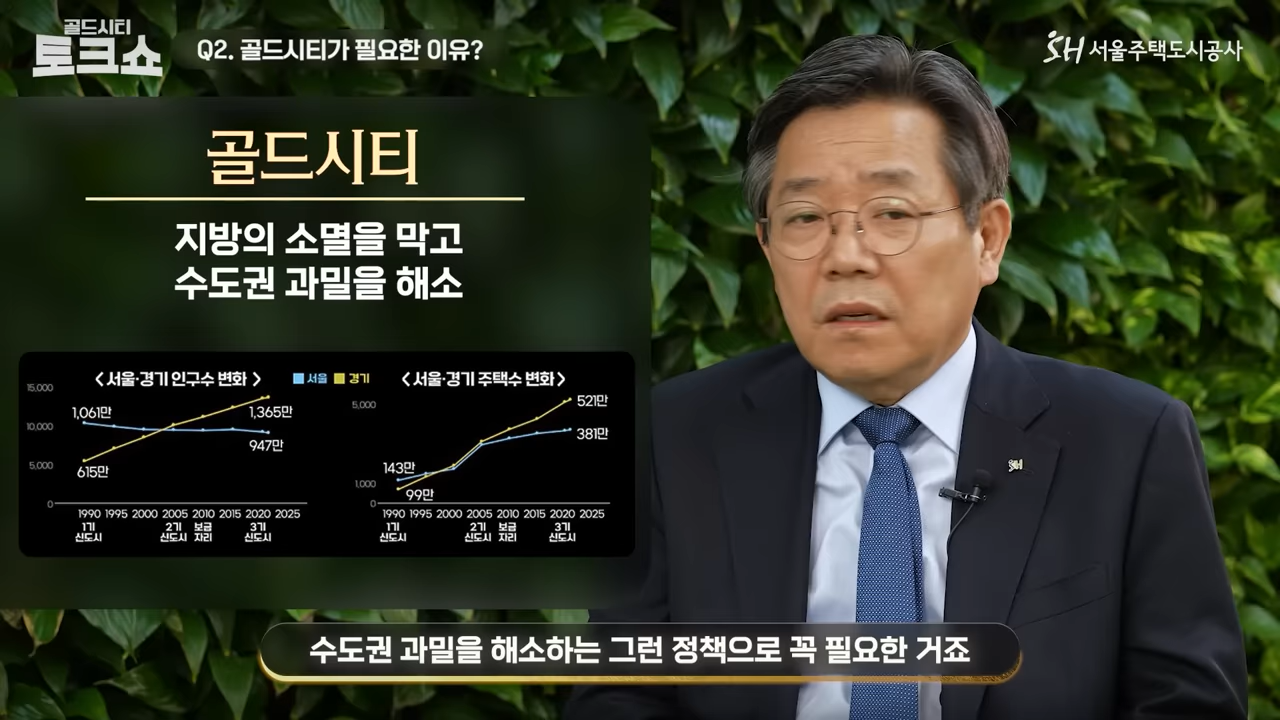 골드시티
토크쇼
Q2. 골드시티가 필요한 이유?
SH 서울주택도시공사
골드시티
지방의 소멸을 막고
수도권 과밀을 해소
<서울·경기 인구수 변화>
서울 경기
15,000
10,000
5,000
0
1,061만
615만
1,365만
947만
1990 1995 2000 2005 2010 2015 2020 2025
1기 신도시
2기 신도시
보금자리
3기 신도시
<서울·경기 주택수 변화>
5,000
1,000
0
143만
99만
521만
381만
1990 1995 2000 2005 2010 2015 2020 2025
1기 신도시
2기 신도시
보금자리
3기 신도시
SH
수도권 과밀을 해소하는 그런 정책으로 꼭 필요한 거죠